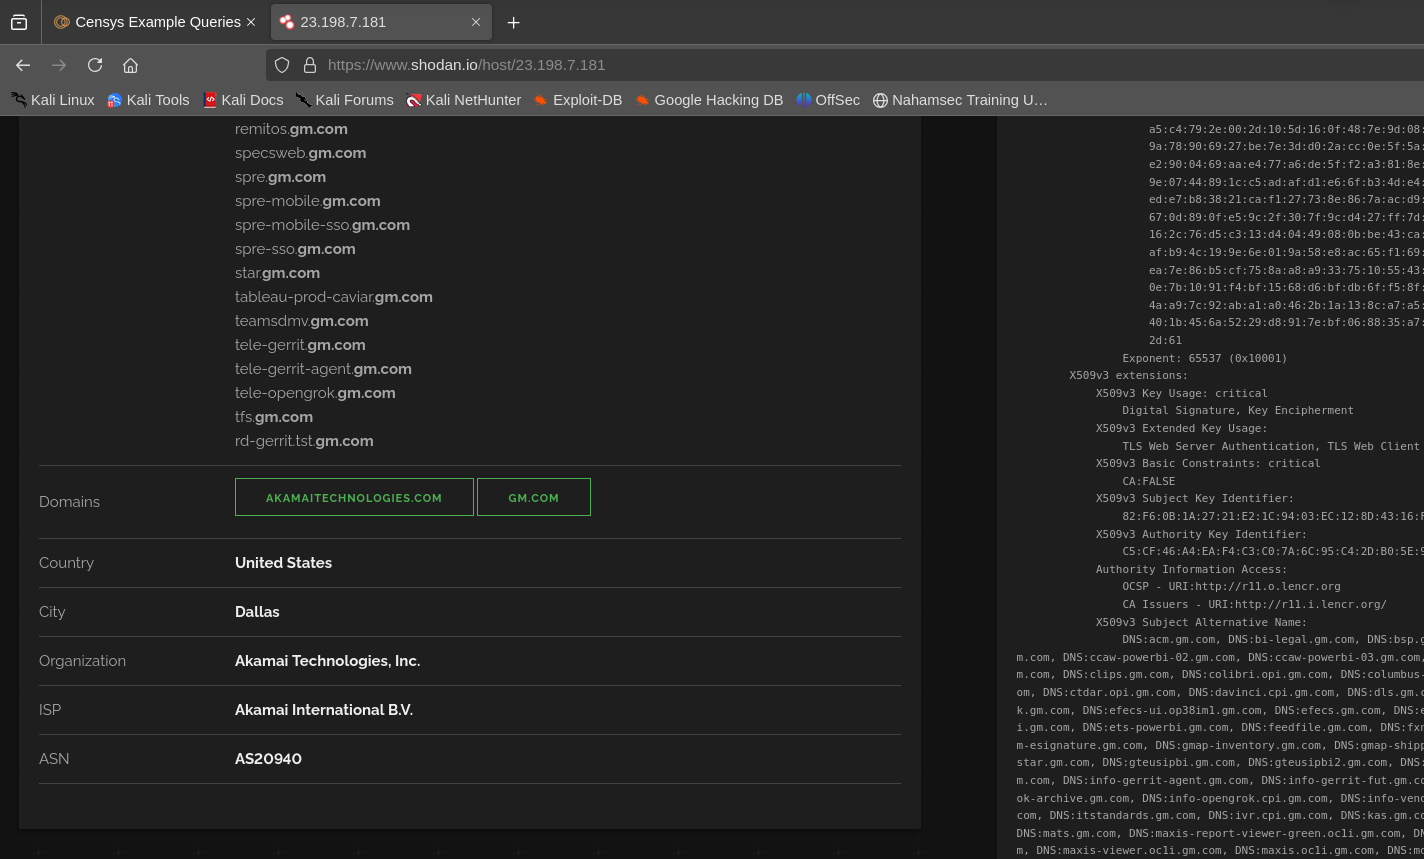 Censys Example Queries
23.198.7.181
https://www.shodan.io/host/23.198.7.181
Kali Linux Kali Tools Kali Docs Kali Forums Kali NetHunter Exploit-DB Google Hacking DB OffSec Nahamsec Training U…
remitos.gm.com
specsweb.gm.com
spre.gm.com
spre-mobile.gm.com
spre-mobile-sso.gm.com
spre-sso.gm.com
star.gm.com
tableau-prod-caviar.gm.com
teamsdmv.gm.com
tele-gerrit.gm.com
tele-gerrit-agent.gm.com
tele-opengrok.gm.com
tfs.gm.com
rd-gerrit.tst.gm.com
Domains AKAMAITECHNOLOGIES.COM GM.COM
Country United States
City Dallas
Organization Akamai Technologies, Inc.
ISP Akamai International B.V.
ASN AS20940
a5:c4:79:2e:00:2d:10:5d:16:0f:48:7e:9d:08:
9a:78:90:69:27:be:7e:3d:d0:2a:cc:0e:5f:5a:
e2:90:04:69:aa:e4:77:a6:de:5f:f2:a3:81:8e:
9e:07:44:89:1c:c5:ad:af:d1:e6:6f:b3:4d:e4:
ed:e7:b8:38:21:ca:f1:27:73:8e:86:7a:ac:d9:
67:0d:89:0f:e5:9c:2f:30:7f:9c:d4:27:ff:7d:
16:2c:76:d5:c3:13:d4:04:49:08:0b:be:43:ca:
af:b9:4c:19:9e:6e:01:9a:58:e8:ac:65:f1:69:
ea:7e:86:b5:cf:75:8a:a8:a9:33:75:10:55:43:
0e:7b:10:91:f4:bf:15:68:d6:bf:db:6f:f5:8f:
4a:a9:7c:92:ab:a1:a0:46:2b:1a:13:8c:a7:a5:
40:1b:45:6a:52:29:d8:91:7e:bf:06:88:35:a7:
2d:61
Exponent: 65537 (0x10001)
X509v3 extensions:
X509v3 Key Usage: critical
Digital Signature, Key Encipherment
X509v3 Extended Key Usage:
TLS Web Server Authentication, TLS Web Client
X509v3 Basic Constraints: critical
CA:FALSE
X509v3 Subject Key Identifier:
82:F6:0B:1A:27:21:E2:1C:94:03:EC:12:8D:43:16:F
X509v3 Authority Key Identifier:
C5:CF:46:A4:EA:F4:C3:C0:7A:6C:95:C4:2D:B0:5E:9
Authority Information Access:
OCSP - URI:http://r11.o.lencr.org
CA Issuers - URI:http://r11.i.lencr.org/
X509v3 Subject Alternative Name:
DNS:acm.gm.com, DNS:bi-legal.gm.com, DNS:bsp.g
m.com, DNS:ccaw-powerbi-02.gm.com, DNS:ccaw-powerbi-03.gm.com,
m.com, DNS:clips.gm.com, DNS:colibri.opi.gm.com, DNS:columbus-
om, DNS:ctdar.opi.gm.com, DNS:davinci.cpi.gm.com, DNS:dls.gm.c
k.gm.com, DNS:efecs-ui.op38im1.gm.com, DNS:efecs.gm.com, DNS:e
i.gm.com, DNS:ets-powerbi.gm.com, DNS:feedfile.gm.com, DNS:fxr
m-esignature.gm.com, DNS:gmap-inventory.gm.com, DNS:gmap-shipp
star.gm.com, DNS:gteusipbi.gm.com, DNS:gteusipbi2.gm.com, DNS:
m.com, DNS:info-gerrit-agent.gm.com, DNS:info-gerrit-fut.gm.co
ok-archive.gm.com, DNS:info-opengrok.cpi.gm.com, DNS:info-vend
com, DNS:itstandards.gm.com, DNS:ivr.cpi.gm.com, DNS:kas.gm.co
DNS:mats.gm.com, DNS:maxis-report-viewer-green.oc1i.gm.com, DN
m, DNS:maxis-viewer.oc1i.gm.com, DNS:maxis.oc1i.gm.com, DNS:mc